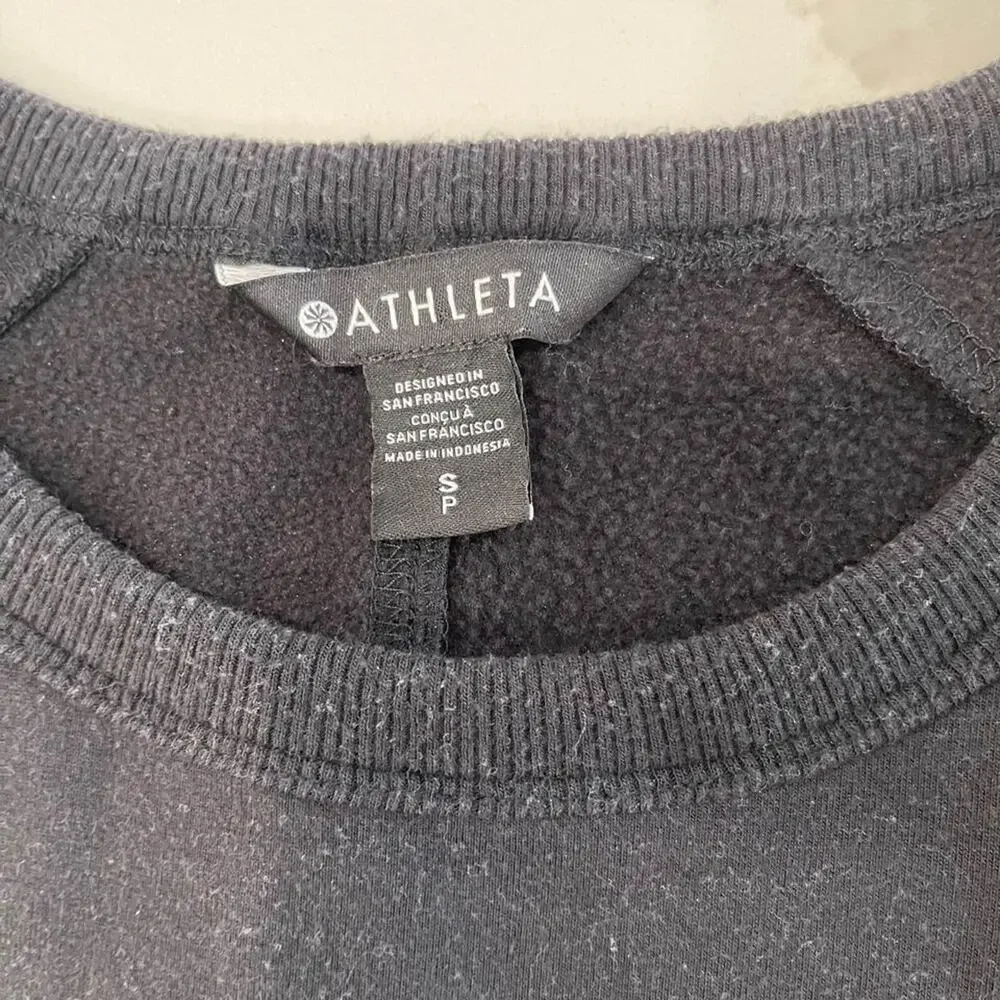 ATHLETA
DESIGNED IN
SAN FRANCISCO
CONÇU À
SAN FRANCISCO
MADE IN INDONESIA
S
P